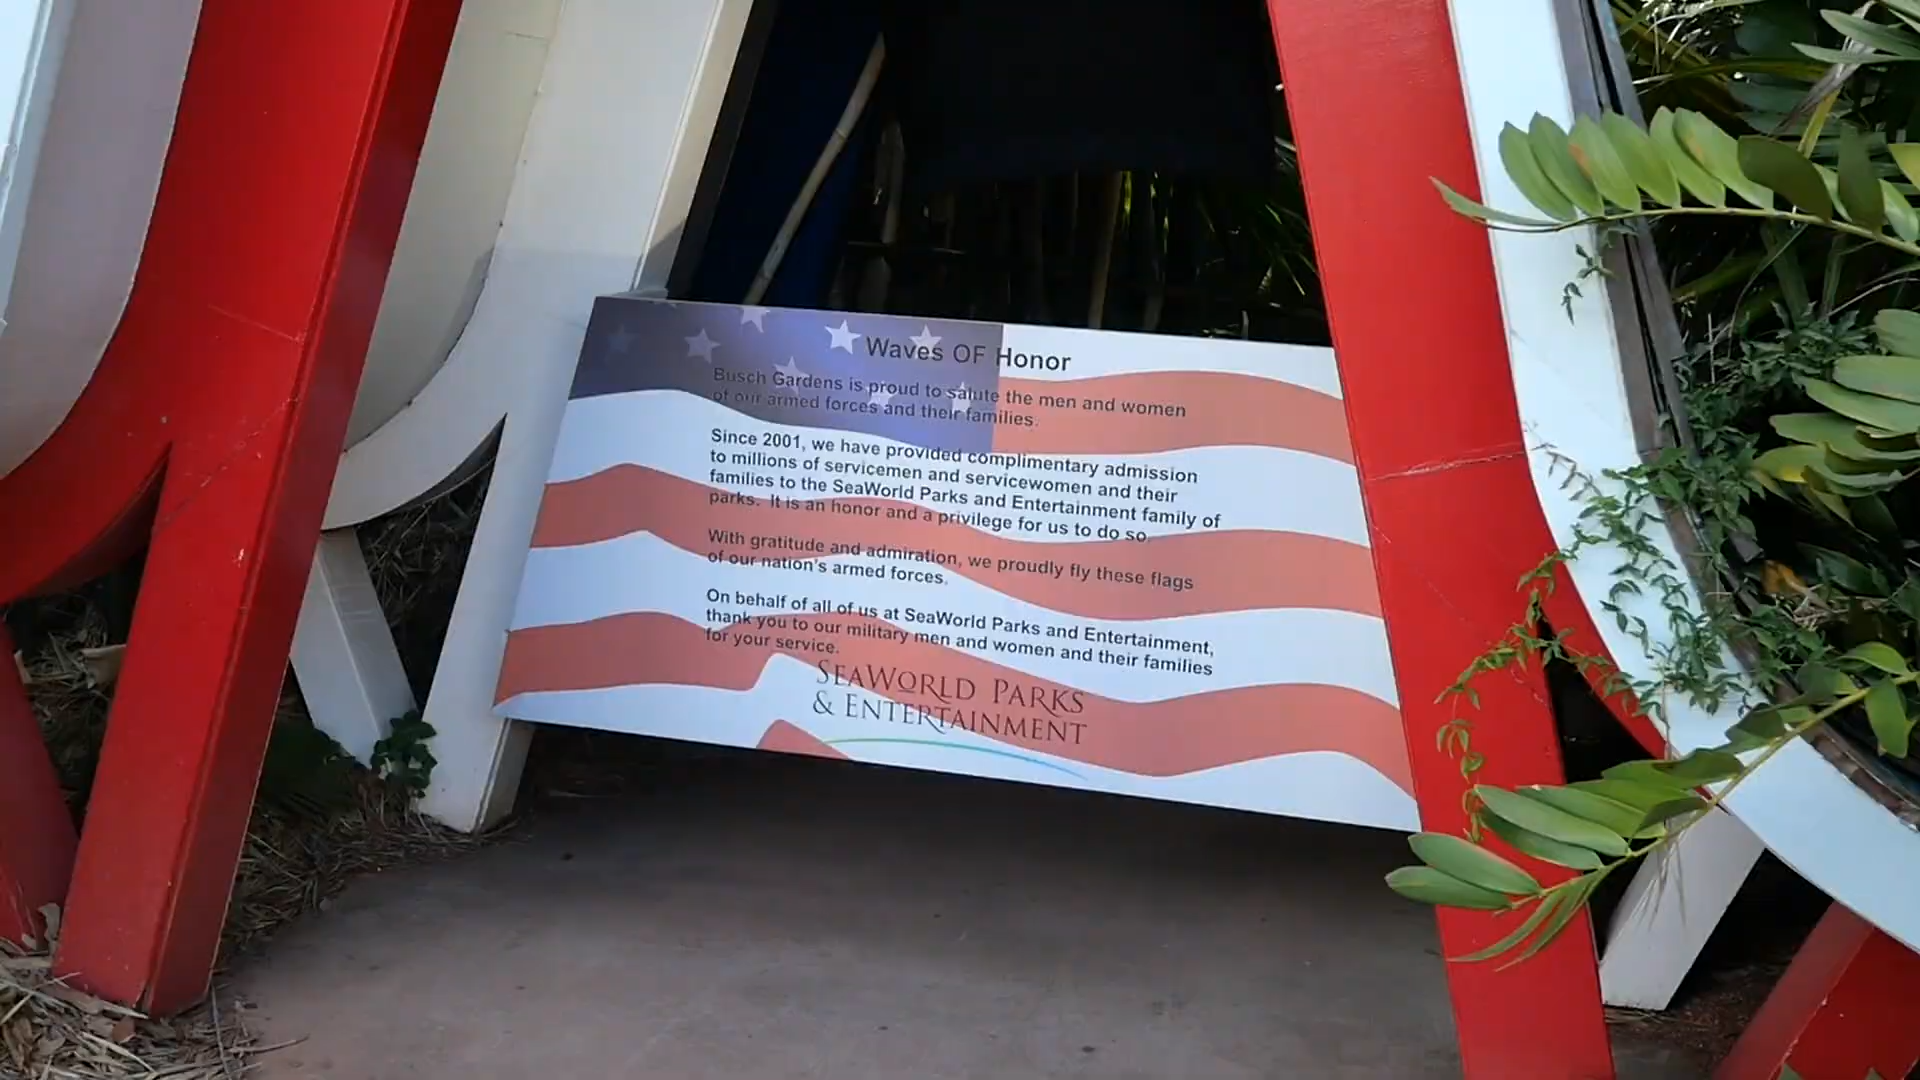 Waves OF Honor
Busch Gardens is proud to salute the men and women
of our armed forces and their families.
Since 2001, we have provided complimentary admission
to millions of servicemen and servicewomen and their
families to the SeaWorld Parks and Entertainment family of
parks. It is an honor and a privilege for us to do so.
With gratitude and admiration, we proudly fly these flags
of our nation's armed forces.
On behalf of all of us at SeaWorld Parks and Entertainment,
thank you to our military men and women and their families
for your service.
SEAWORLD PARKS
& ENTERTAINMENT